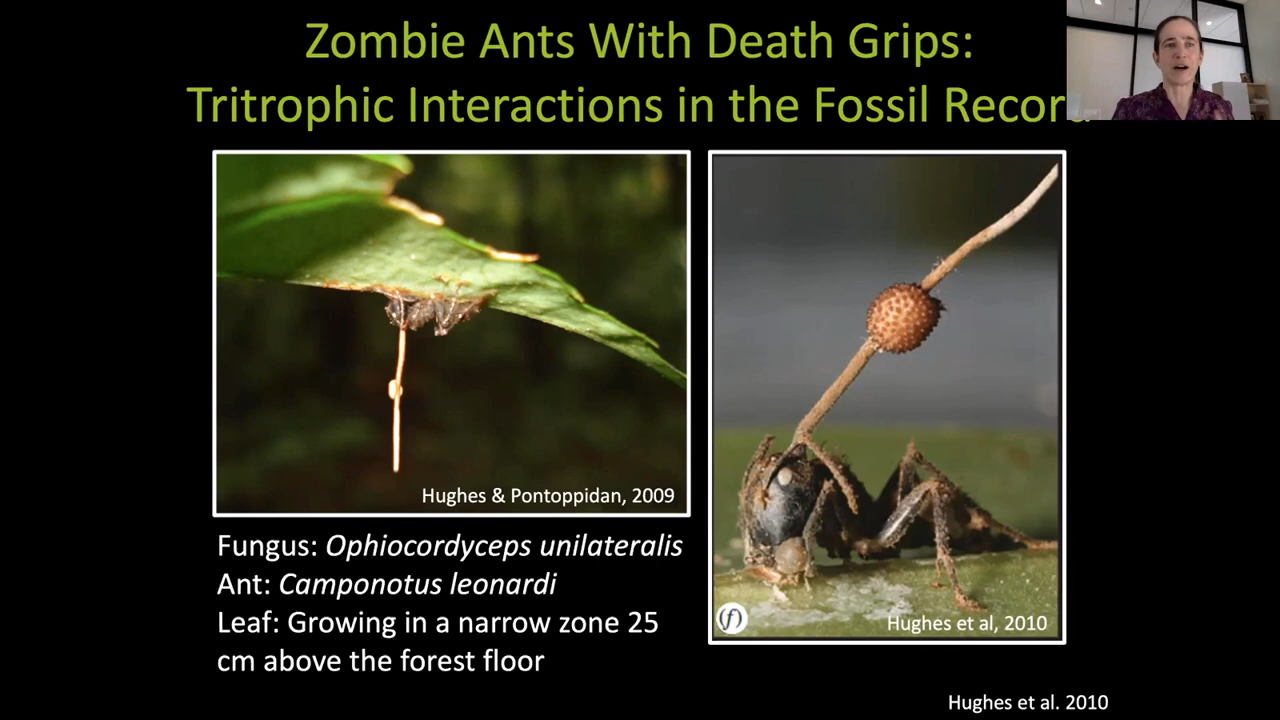 Zombie Ants With Death Grips:
Tritrophic Interactions in the Fossil Record
Hughes & Pontoppidan, 2009
(f)
Hughes et al, 2010
Fungus: Ophiocordyceps unilateralis
Ant: Camponotus leonardi
Leaf: Growing in a narrow zone 25
cm above the forest floor
Hughes et al. 2010